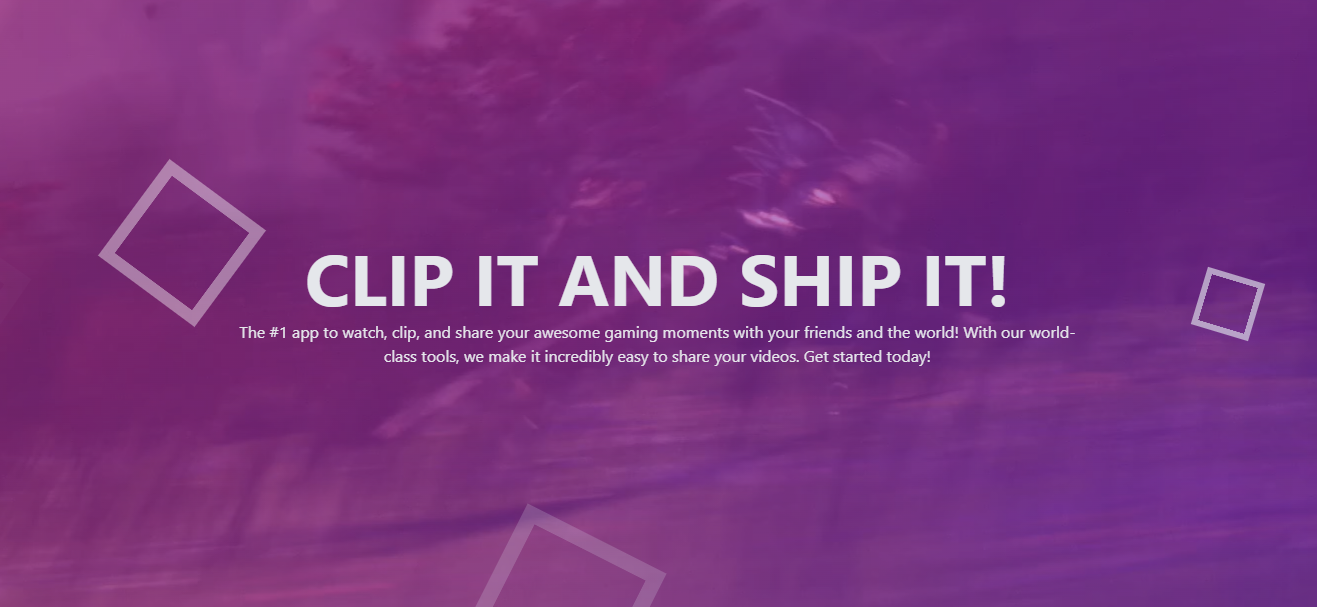 CLIP IT AND SHIP IT!
The #1 app to watch, clip, and share your awesome gaming moments with your friends and the world! With our world-
class tools, we make it incredibly easy to share your videos. Get started today!